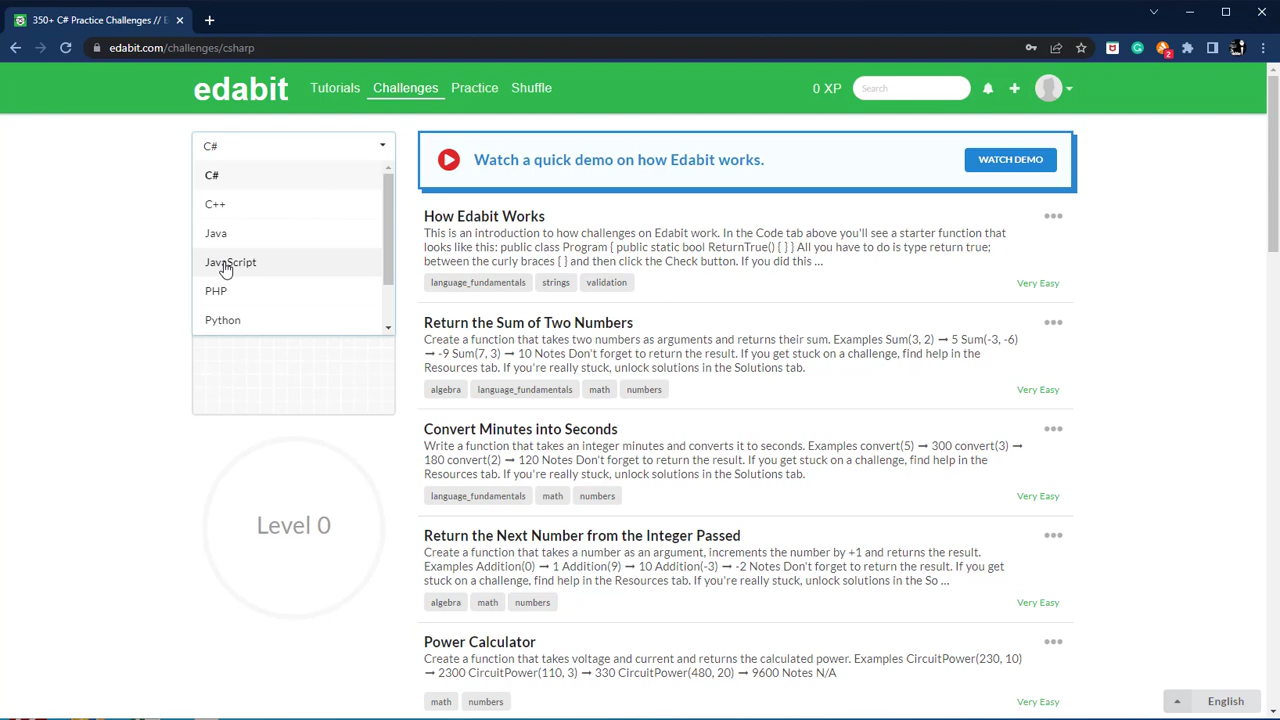 350+ C# Practice Challenges //
edabit.com/challenges/csharp
2
edabit
Tutorials
Challenges
Practice
Shuffle
0 XP
Search
C#
C#
C++
Java
JavaScript
PHP
Python
Level 0
Watch a quick demo on how Edabit works.
WATCH DEMO
How Edabit Works
This is an introduction to how challenges on Edabit work. In the Code tab above you'll see a starter function that
looks like this: public class Program { public static bool ReturnTrue() { } } All you have to do is type return true;
between the curly braces { } and then click the Check button. If you did this ...
language_fundamentals
strings
validation
Very Easy
Return the Sum of Two Numbers
Create a function that takes two numbers as arguments and returns their sum. Examples Sum(3, 2) ➞ 5 Sum(-3, -6)
➞ -9 Sum(7, 3) ➞ 10 Notes Don't forget to return the result. If you get stuck on a challenge, find help in the
Resources tab. If you're really stuck, unlock solutions in the Solutions tab.
algebra
language_fundamentals
math
numbers
Very Easy
Convert Minutes into Seconds
Write a function that takes an integer minutes and converts it to seconds. Examples convert(5) ➞ 300 convert(3) ➞
180 convert(2) ➞ 120 Notes Don't forget to return the result. If you get stuck on a challenge, find help in the
Resources tab. If you're really stuck, unlock solutions in the Solutions tab.
language_fundamentals
math
numbers
Very Easy
Return the Next Number from the Integer Passed
Create a function that takes a number as an argument, increments the number by +1 and returns the result.
Examples Addition(0) ➞ 1 Addition(9) ➞ 10 Addition(-3) ➞ -2 Notes Don't forget to return the result. If you get
stuck on a challenge, find help in the Resources tab. If you're really stuck, unlock solutions in the So ...
algebra
math
numbers
Very Easy
Power Calculator
Create a function that takes voltage and current and returns the calculated power. Examples CircuitPower(230, 10)
➞ 2300 CircuitPower(110, 3) ➞ 330 CircuitPower(480, 20) ➞ 9600 Notes N/A
math
numbers
Very Easy
English